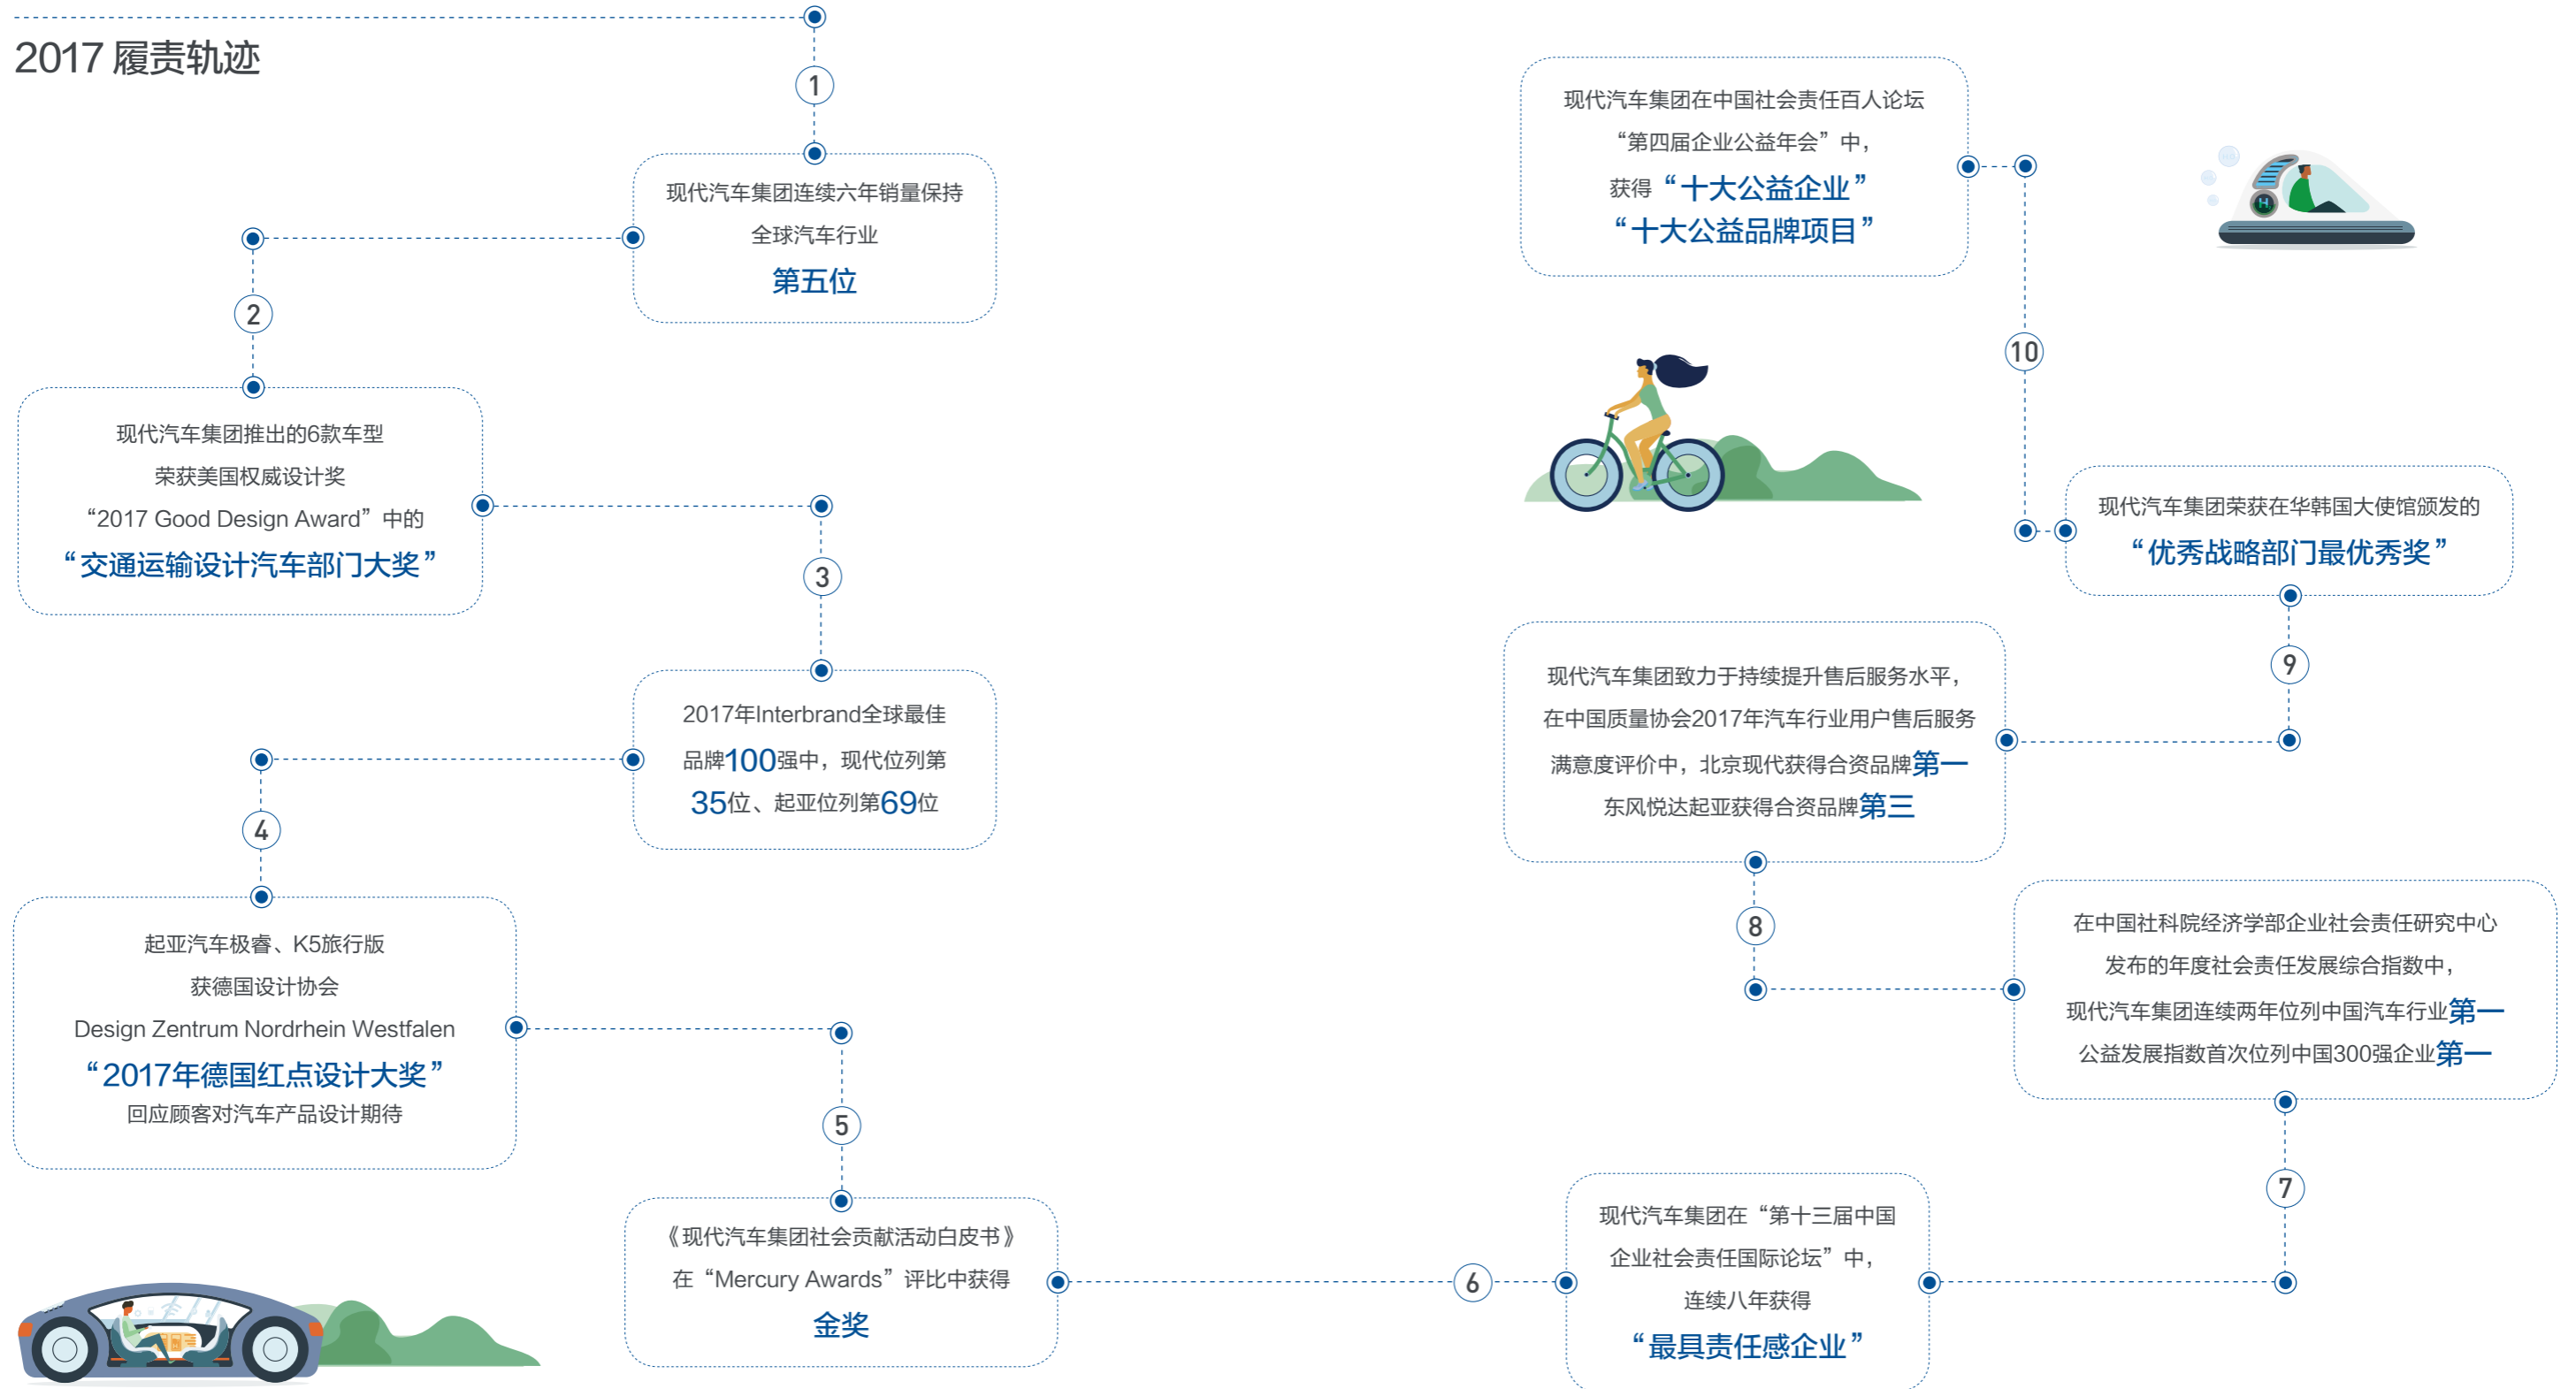 2017 履责轨迹
1
现代汽车集团连续六年销量保持
全球汽车行业
第五位
2
现代汽车集团推出的6款车型
荣获美国权威设计奖
“2017 Good Design Award”中的
“交通运输设计汽车部门大奖”
3
2017年Interbrand全球最佳
品牌100强中，现代位列第
35位、起亚位列第69位
4
起亚汽车极睿、K5旅行版
获德国设计协会
Design Zentrum Nordrhein Westfalen
“2017年德国红点设计大奖”
回应顾客对汽车产品设计期待
5
《现代汽车集团社会贡献活动白皮书》
在“Mercury Awards”评比中获得
金奖
6
现代汽车集团在“第十三届中国
企业社会责任国际论坛”中，
连续八年获得
“最具责任感企业”
7
在中国社科院经济学部企业社会责任研究中心
发布的年度社会责任发展综合指数中，
现代汽车集团连续两年位列中国汽车行业第一
公益发展指数首次位列中国300强企业第一
8
现代汽车集团致力于持续提升售后服务水平，
在中国质量协会2017年汽车行业用户售后服务
满意度评价中，北京现代获得合资品牌第一
东风悦达起亚获得合资品牌第三
9
现代汽车集团荣获在华韩国大使馆颁发的
“优秀战略部门最优秀奖”
10
现代汽车集团在中国社会责任百人论坛
“第四届企业公益年会”中，
获得“十大公益企业”
“十大公益品牌项目”
H